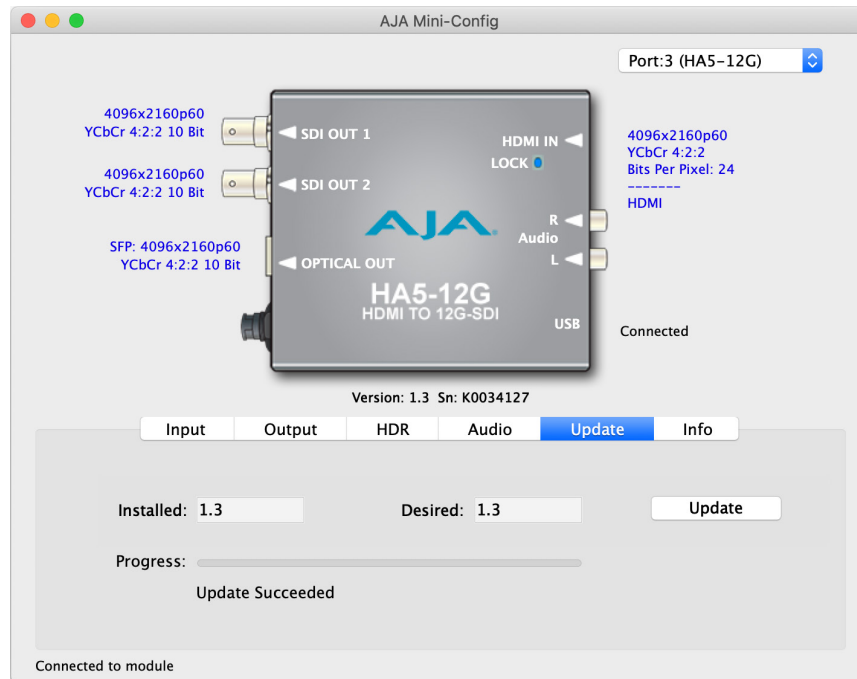 AJA Mini-Config
Port:3 (HA5-12G)
4096x2160p60
YCbCr 4:2:2 10 Bit
SDI OUT 1
4096x2160p60
YCbCr 4:2:2 10 Bit
SDI OUT 2
SFP: 4096x2160p60
YCbCr 4:2:2 10 Bit
OPTICAL OUT
HDMI IN
LOCK
4096x2160p60
YCbCr 4:2:2
Bits Per Pixel: 24
-------
HDMI
AJA
R
Audio
L
HA5-12G
HDMI TO 12G-SDI
USB
Connected
Version: 1.3 Sn: K0034127
Input Output HDR Audio Update Info
Installed: 1.3 Desired: 1.3 Update
Progress:
Update Succeeded
Connected to module